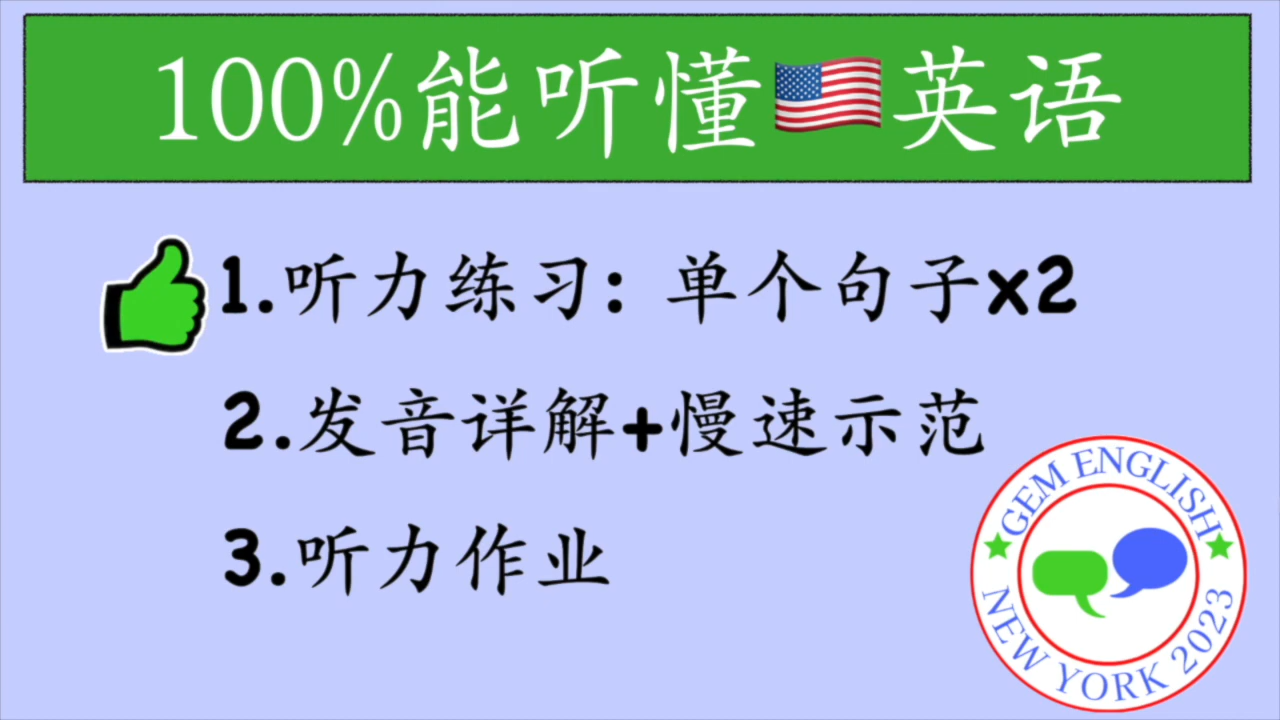 100%能听懂🇺🇸英语
1.听力练习: 单个句子x2
2.发音详解+慢速示范
3.听力作业
GEM ENGLISH
NEW YORK 2023